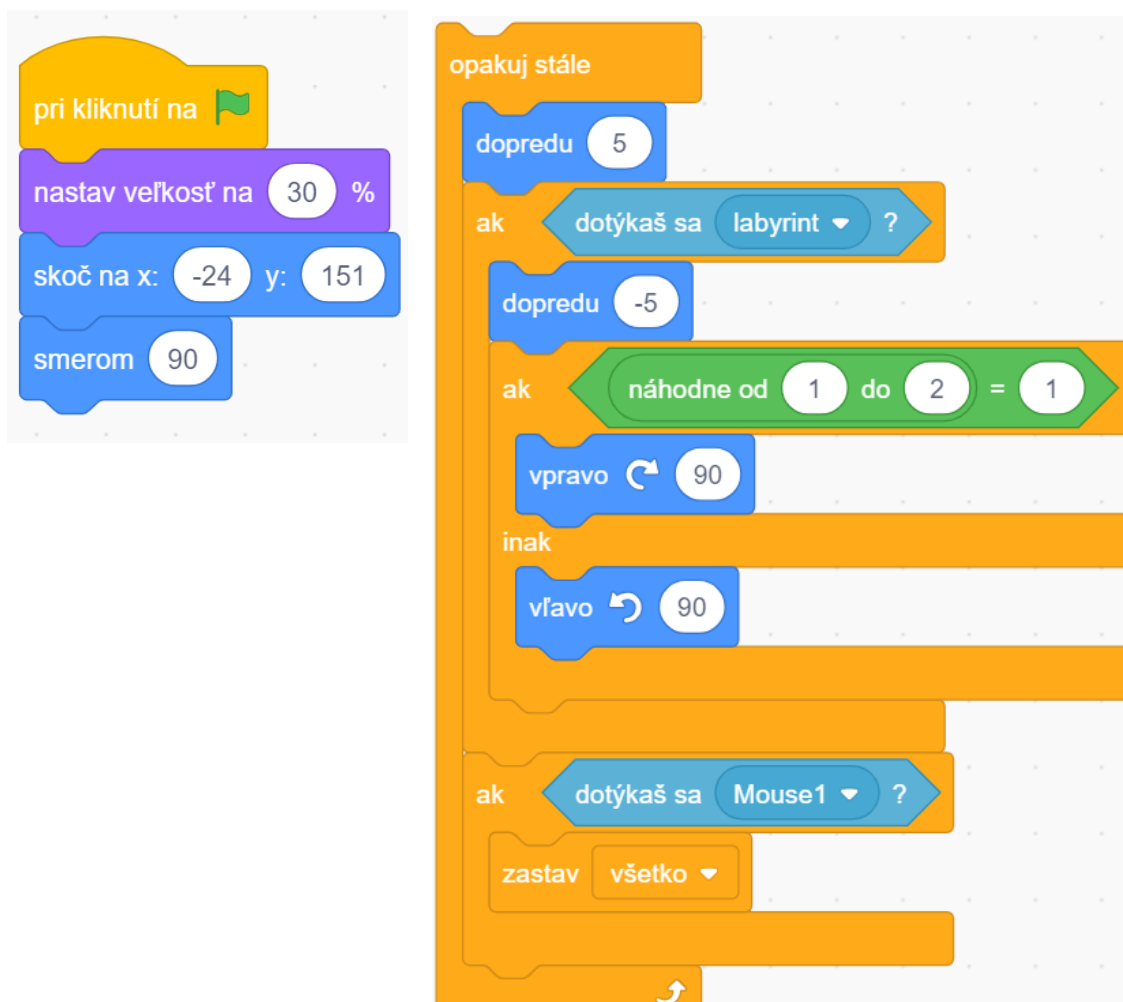 pri kliknutí na
nastav veľkosť na 30 %
skoč na x: -24 y: 151
smerom 90
opakuj stále
dopredu 5
ak dotýkaš sa labyrint ?
dopredu -5
ak náhodne od 1 do 2 = 1
vpravo 90
inak
vľavo 90
ak dotýkaš sa Mouse1 ?
zastav všetko